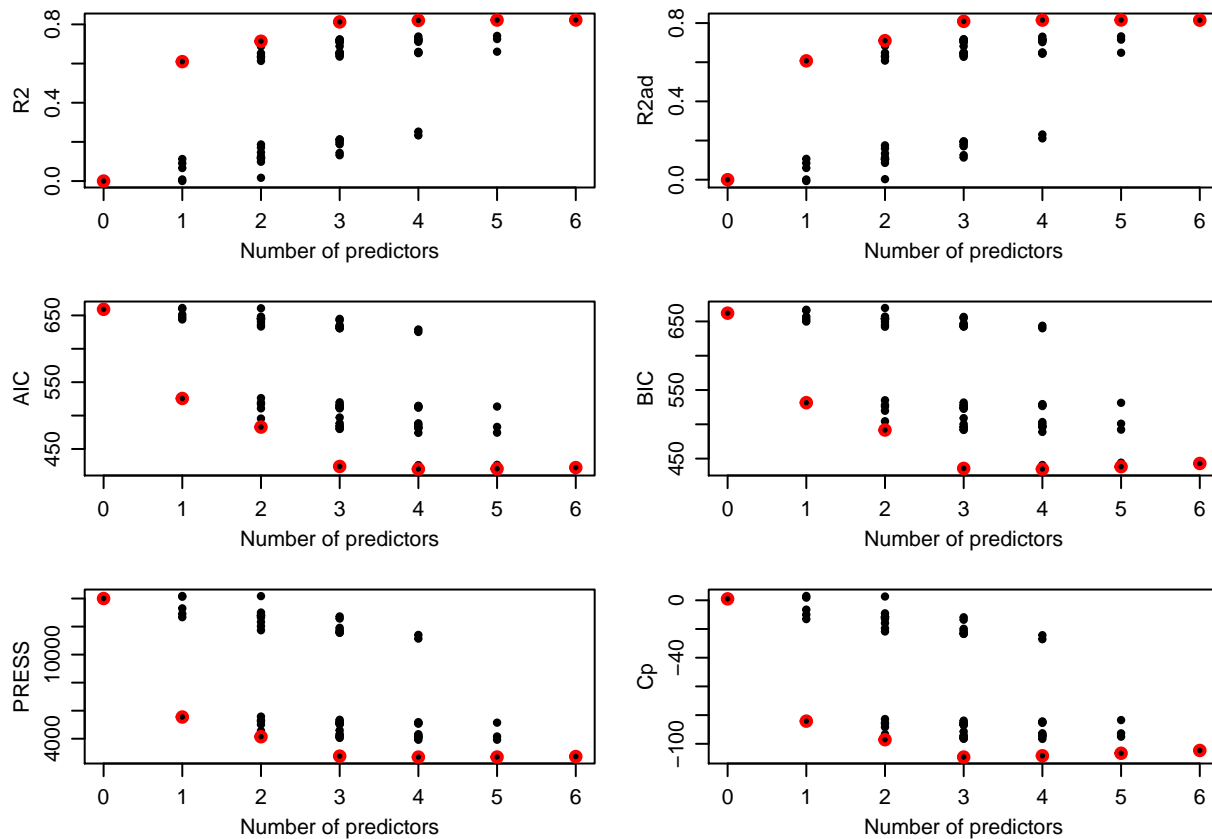 R2
0.0 0.4 0.8
0 1 2 3 4 5 6
Number of predictors
R2ad
0.0 0.4 0.8
0 1 2 3 4 5 6
Number of predictors
AIC
450 550 650
0 1 2 3 4 5 6
Number of predictors
BIC
450 550 650
0 1 2 3 4 5 6
Number of predictors
PRESS
4000 10000
0 1 2 3 4 5 6
Number of predictors
Cp
−100 −40 0
0 1 2 3 4 5 6
Number of predictors